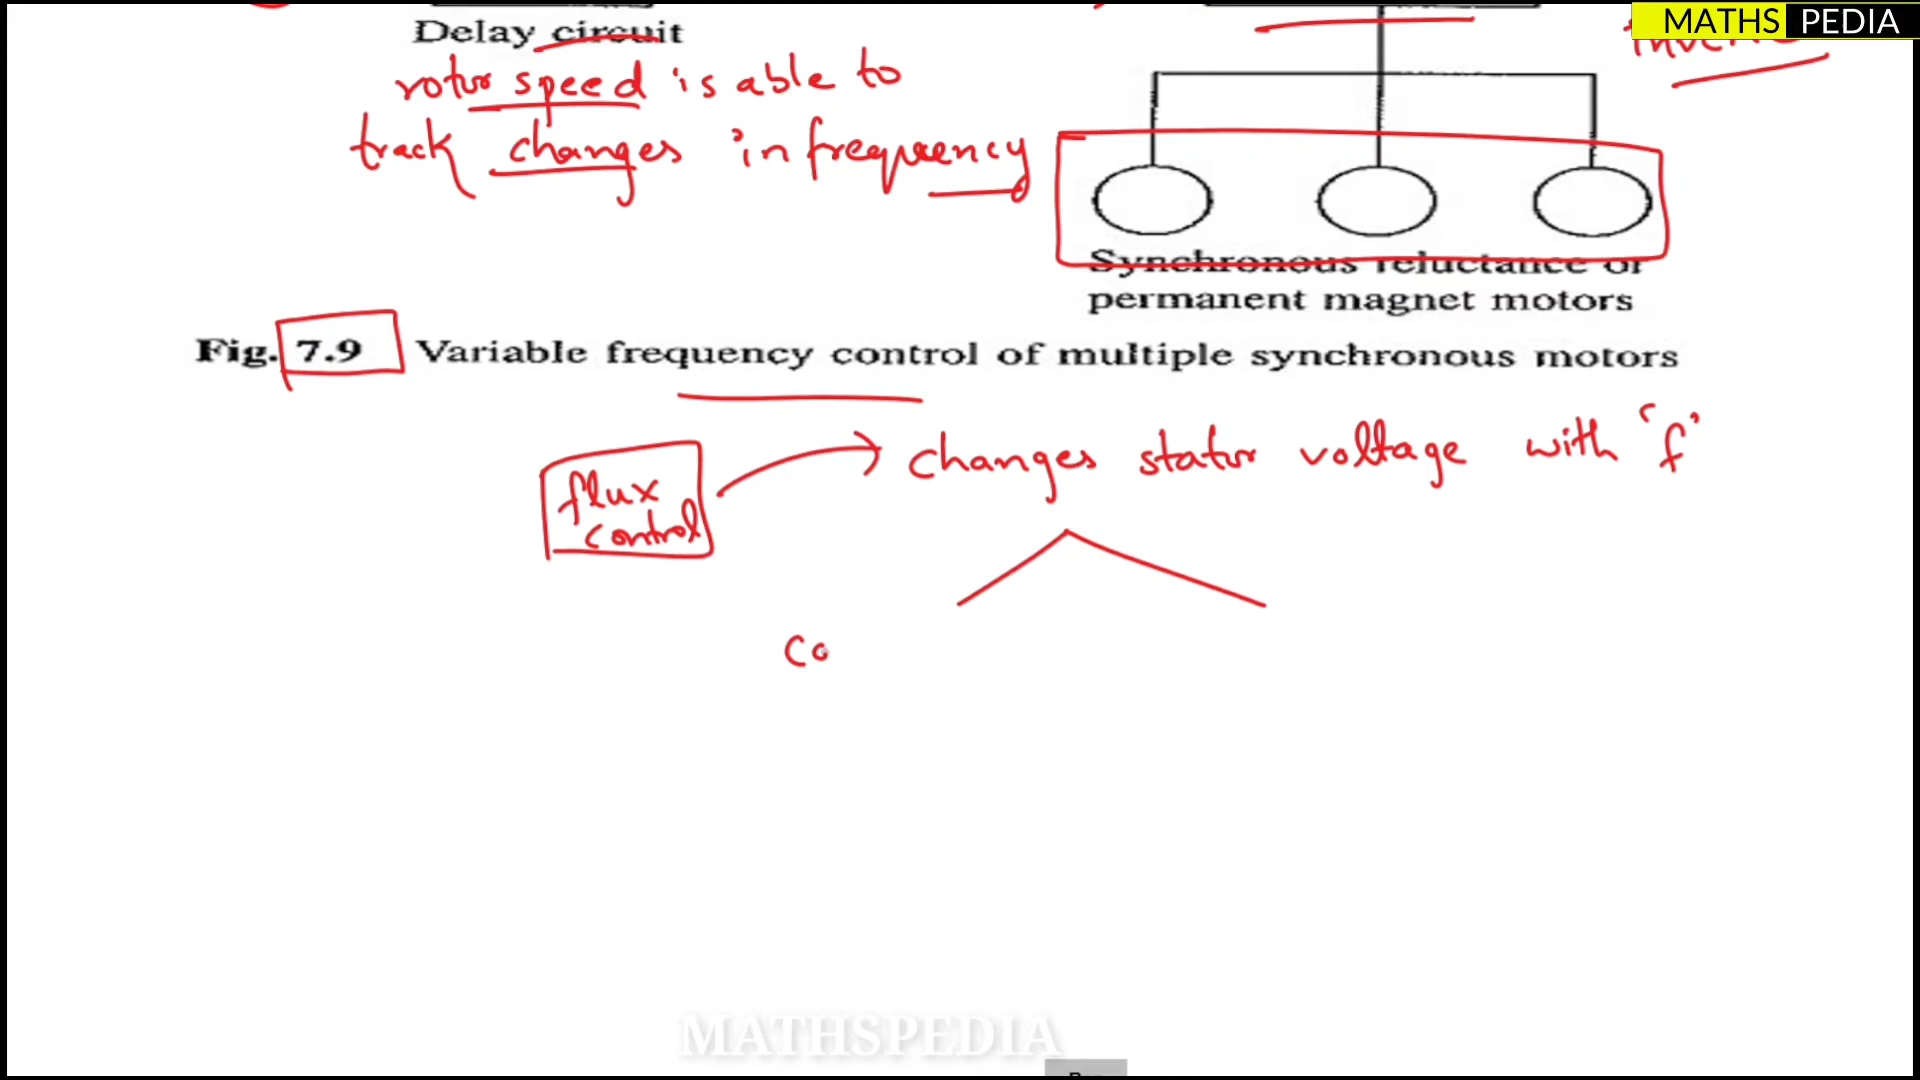 MATHS PEDIA
Delay circuit
rotor speed is able to
track changes in frequency
Synchronous reluctance or
permanent magnet motors
Fig. 7.9 Variable frequency control of multiple synchronous motors
changes stator voltage with 'f'
flux
control
co
MATHSPEDIA